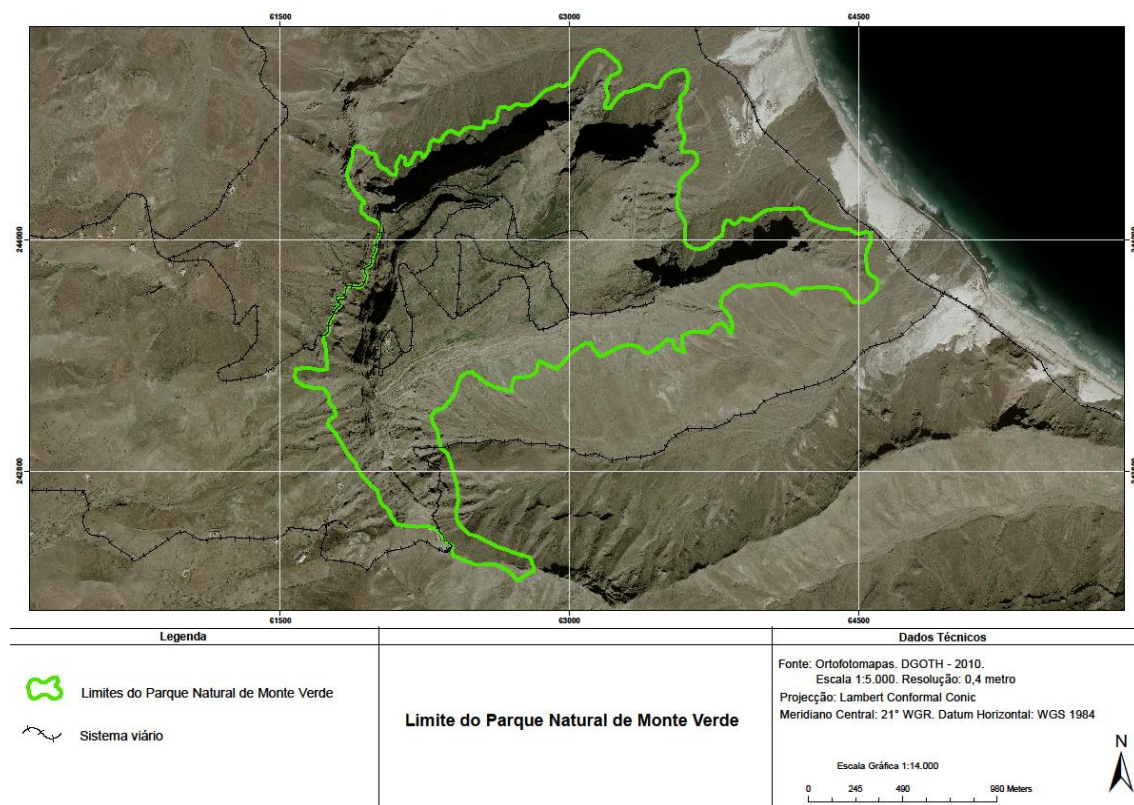 61500 63000 64500
244000 244000
242800 242800
61500 63000 64500
Legenda
Limites do Parque Natural de Monte Verde
Sistema viário
Limite do Parque Natural de Monte Verde
Dados Técnicos
Fonte: Ortofotomapas. DGOTH - 2010.
Escala 1:5.000. Resolução: 0,4 metro
Projecção: Lambert Conformal Conic
Meridiano Central: 21° WGR. Datum Horizontal: WGS 1984
N
Escala Gráfica 1:14.000
0 245 490 980 Meters